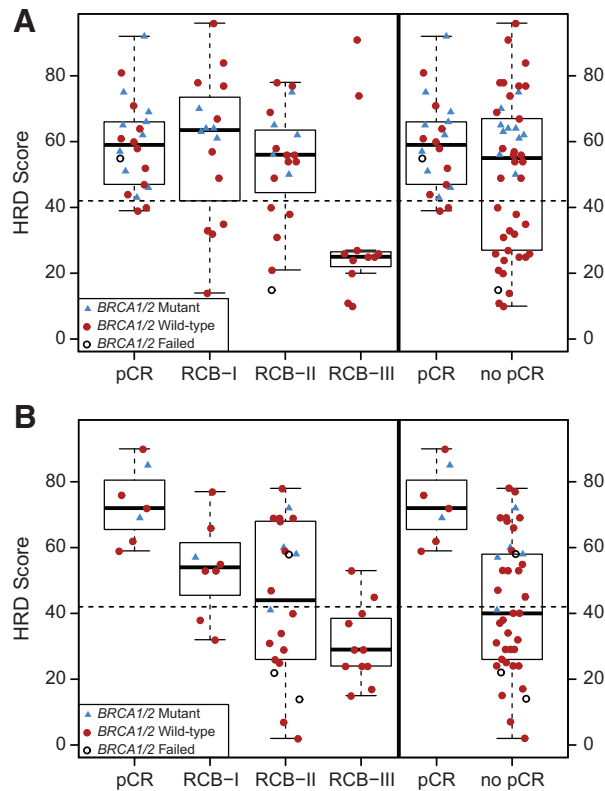 A
HRD Score
80
60
40
20
0
80
60
40
20
0
BRCA1/2 Mutant
BRCA1/2 Wild-type
BRCA1/2 Failed
pCR
RCB-I
RCB-II
RCB-III
pCR
no pCR
B
HRD Score
80
60
40
20
0
80
60
40
20
0
BRCA1/2 Mutant
BRCA1/2 Wild-type
BRCA1/2 Failed
pCR
RCB-I
RCB-II
RCB-III
pCR
no pCR